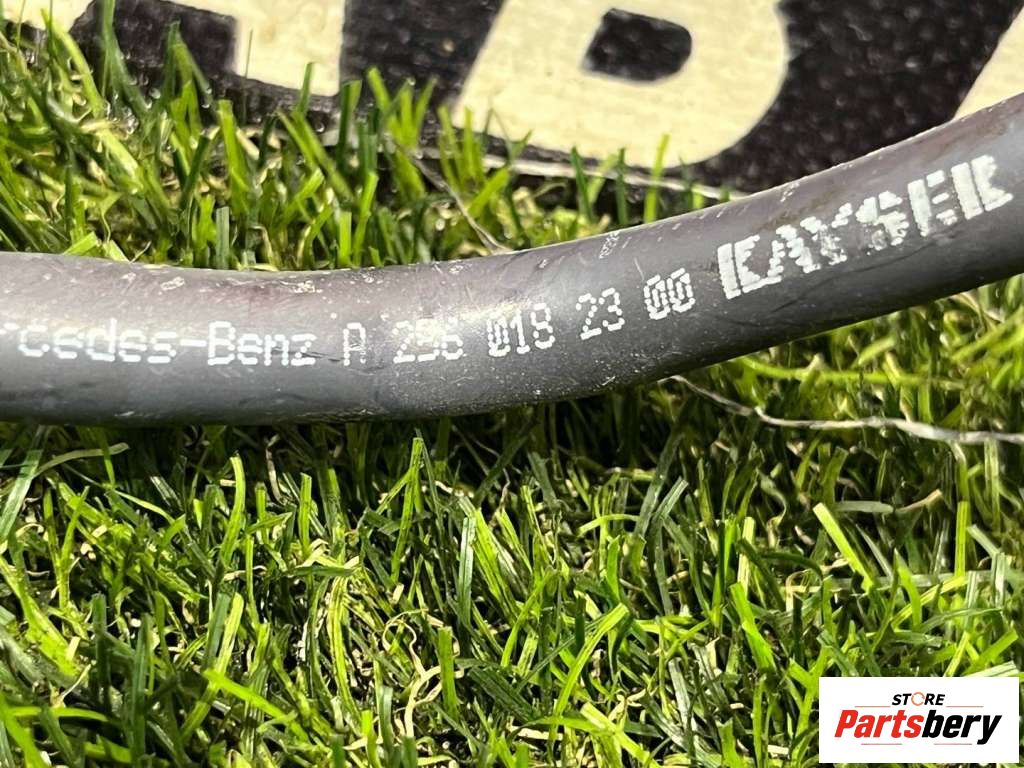 rcedes-Benz A 256 018 23 00 KAYSER
STORE
Partsbery